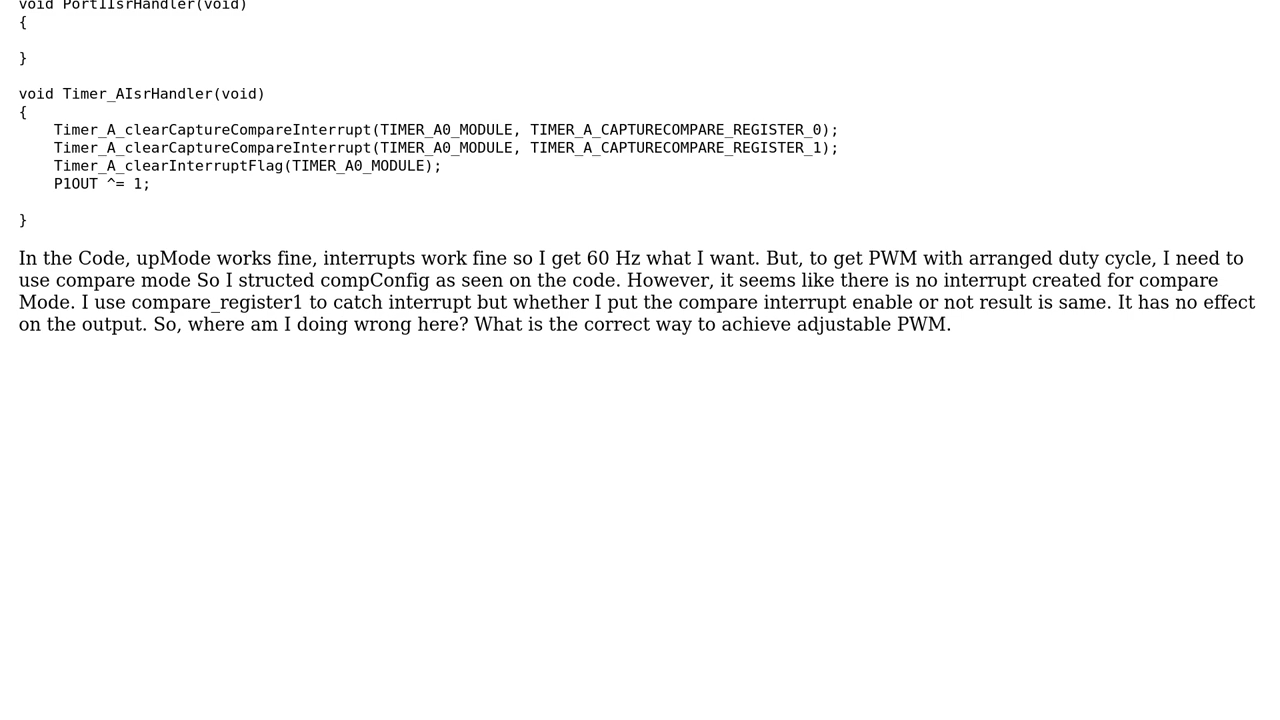 void Port1IsrHandler(void)
{
}
void Timer_AIsrHandler(void)
{
Timer_A_clearCaptureCompareInterrupt(TIMER_A0_MODULE, TIMER_A_CAPTURECOMPARE_REGISTER_0);
Timer_A_clearCaptureCompareInterrupt(TIMER_A0_MODULE, TIMER_A_CAPTURECOMPARE_REGISTER_1);
Timer_A_clearInterruptFlag(TIMER_A0_MODULE);
P1OUT ^= 1;
}
In the Code, upMode works fine, interrupts work fine so I get 60 Hz what I want. But, to get PWM with arranged duty cycle, I need to
use compare mode So I structed compConfig as seen on the code. However, it seems like there is no interrupt created for compare
Mode. I use compare_register1 to catch interrupt but whether I put the compare interrupt enable or not result is same. It has no effect
on the output. So, where am I doing wrong here? What is the correct way to achieve adjustable PWM.